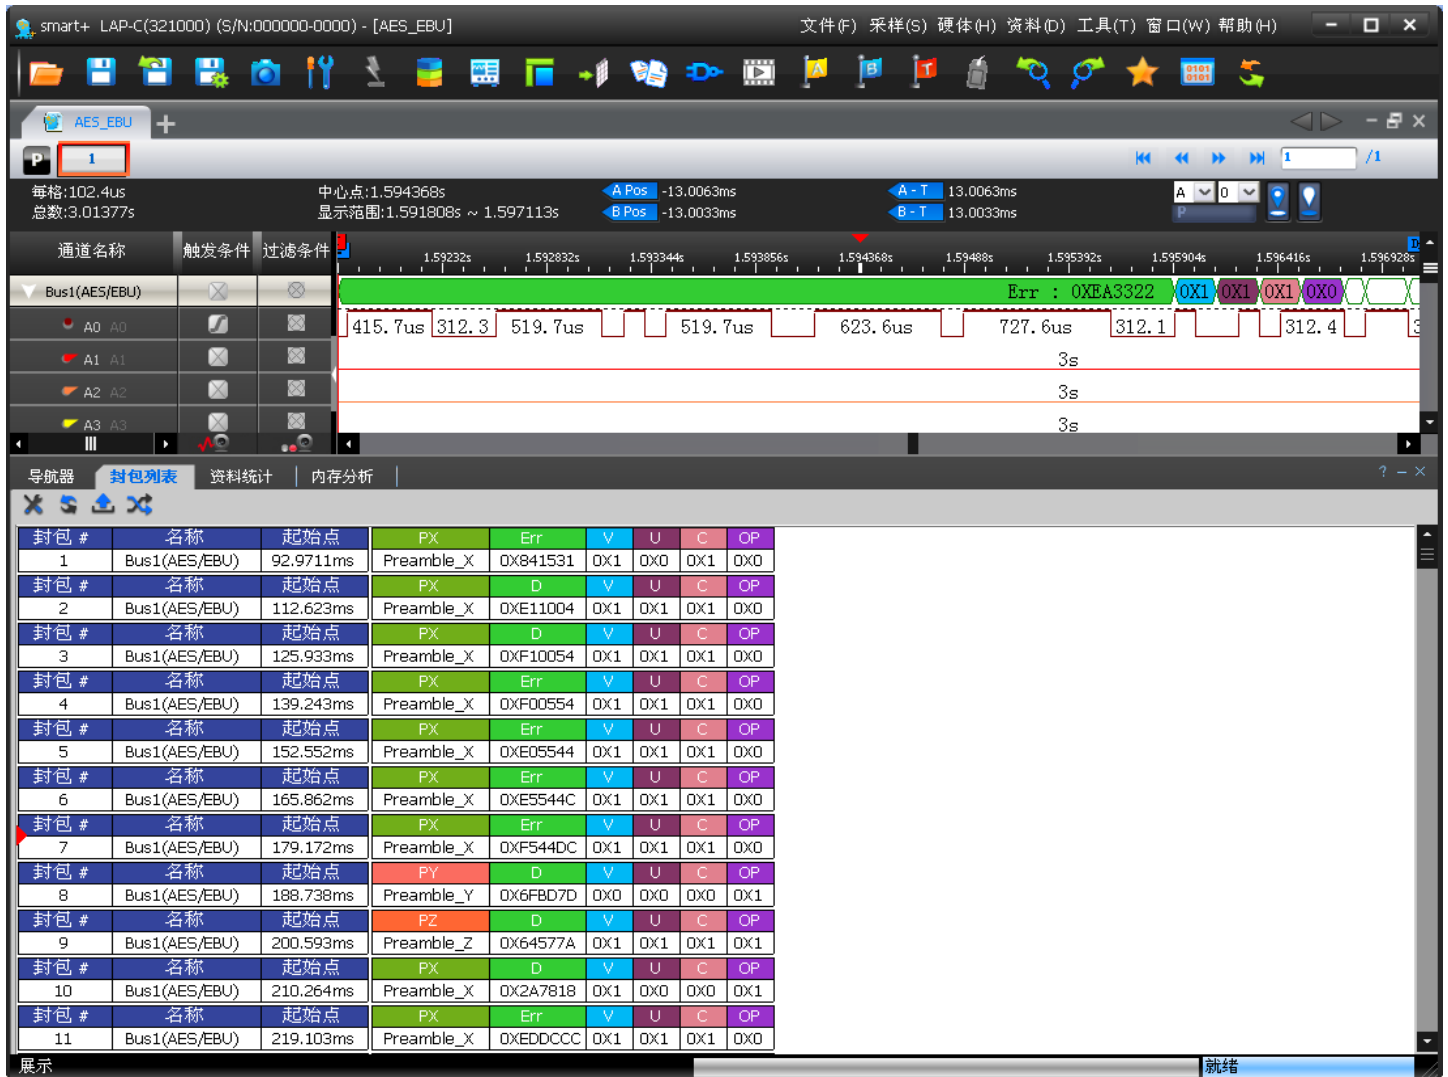 smart+ LAP-C(321000) (S/N:000000-0000) - [AES_EBU] 文件(F) 采样(S) 硬体(H) 资料(D) 工具(T) 窗口(W) 帮助(H)
A B T 0101 0101
AES_EBU
P 1 1 /1
每格:102.4us 中心点:1.594368s A Pos -13.0063ms A - T 13.0063ms A 0
总数:3.01377s 显示范围:1.591808s ~ 1.597113s B Pos -13.0033ms B - T 13.0033ms P
通道名称 触发条件 过滤条件 1.59232s 1.592832s 1.593344s 1.593856s 1.594368s 1.59488s 1.595392s 1.595904s 1.596416s 1.596928s
Bus1(AES/EBU) Err : 0XEA3322 0X1 0X1 0X1 0X0
A0 A0 415.7us 312.3 519.7us 519.7us 623.6us 727.6us 312.1 312.4 3
A1 A1 3s
A2 A2 3s
A3 A3 3s
导航器 封包列表 资料统计 内存分析
封包 # 名称 起始点 PX Err V U C OP
1 Bus1(AES/EBU) 92.9711ms Preamble_X 0X841531 0X1 0X0 0X1 0X0
封包 # 名称 起始点 PX D V U C OP
2 Bus1(AES/EBU) 112.623ms Preamble_X 0XE11004 0X1 0X1 0X1 0X0
封包 # 名称 起始点 PX D V U C OP
3 Bus1(AES/EBU) 125.933ms Preamble_X 0XF10054 0X1 0X1 0X1 0X0
封包 # 名称 起始点 PX Err V U C OP
4 Bus1(AES/EBU) 139.243ms Preamble_X 0XF00554 0X1 0X1 0X1 0X0
封包 # 名称 起始点 PX Err V U C OP
5 Bus1(AES/EBU) 152.552ms Preamble_X 0XE05544 0X1 0X1 0X1 0X0
封包 # 名称 起始点 PX Err V U C OP
6 Bus1(AES/EBU) 165.862ms Preamble_X 0XE5544C 0X1 0X1 0X1 0X0
封包 # 名称 起始点 PX Err V U C OP
7 Bus1(AES/EBU) 179.172ms Preamble_X 0XF544DC 0X1 0X1 0X1 0X0
封包 # 名称 起始点 PY D V U C OP
8 Bus1(AES/EBU) 188.738ms Preamble_Y 0X6FBD7D 0X0 0X0 0X0 0X1
封包 # 名称 起始点 PZ D V U C OP
9 Bus1(AES/EBU) 200.593ms Preamble_Z 0X64577A 0X1 0X1 0X1 0X1
封包 # 名称 起始点 PX D V U C OP
10 Bus1(AES/EBU) 210.264ms Preamble_X 0X2A7818 0X1 0X0 0X0 0X1
封包 # 名称 起始点 PX Err V U C OP
11 Bus1(AES/EBU) 219.103ms Preamble_X 0XEDDCCC 0X1 0X1 0X1 0X0
展示 就绪